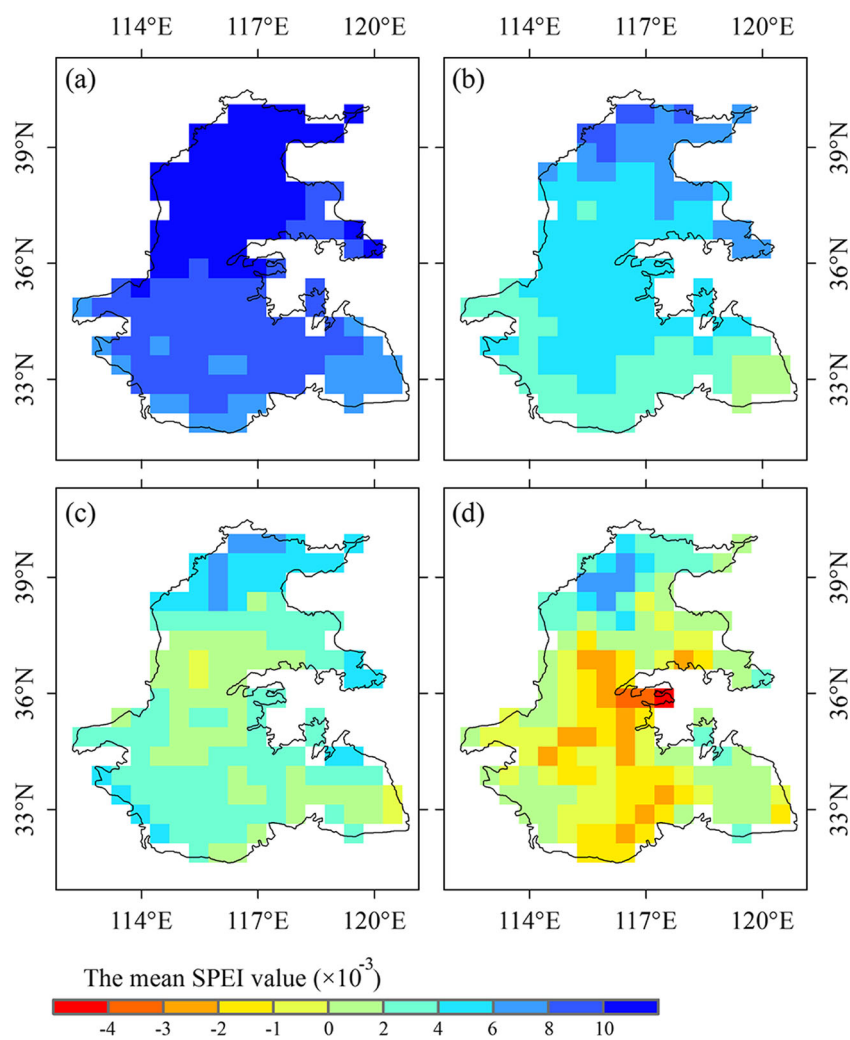 114°E 117°E 120°E 114°E 117°E 120°E
(a) (b)
39°N 39°N
36°N 36°N
33°N 33°N
(c) (d)
39°N 39°N
36°N 36°N
33°N 33°N
114°E 117°E 120°E 114°E 117°E 120°E
The mean SPEI value (×10⁻³)
-4 -3 -2 -1 0 2 4 6 8 10